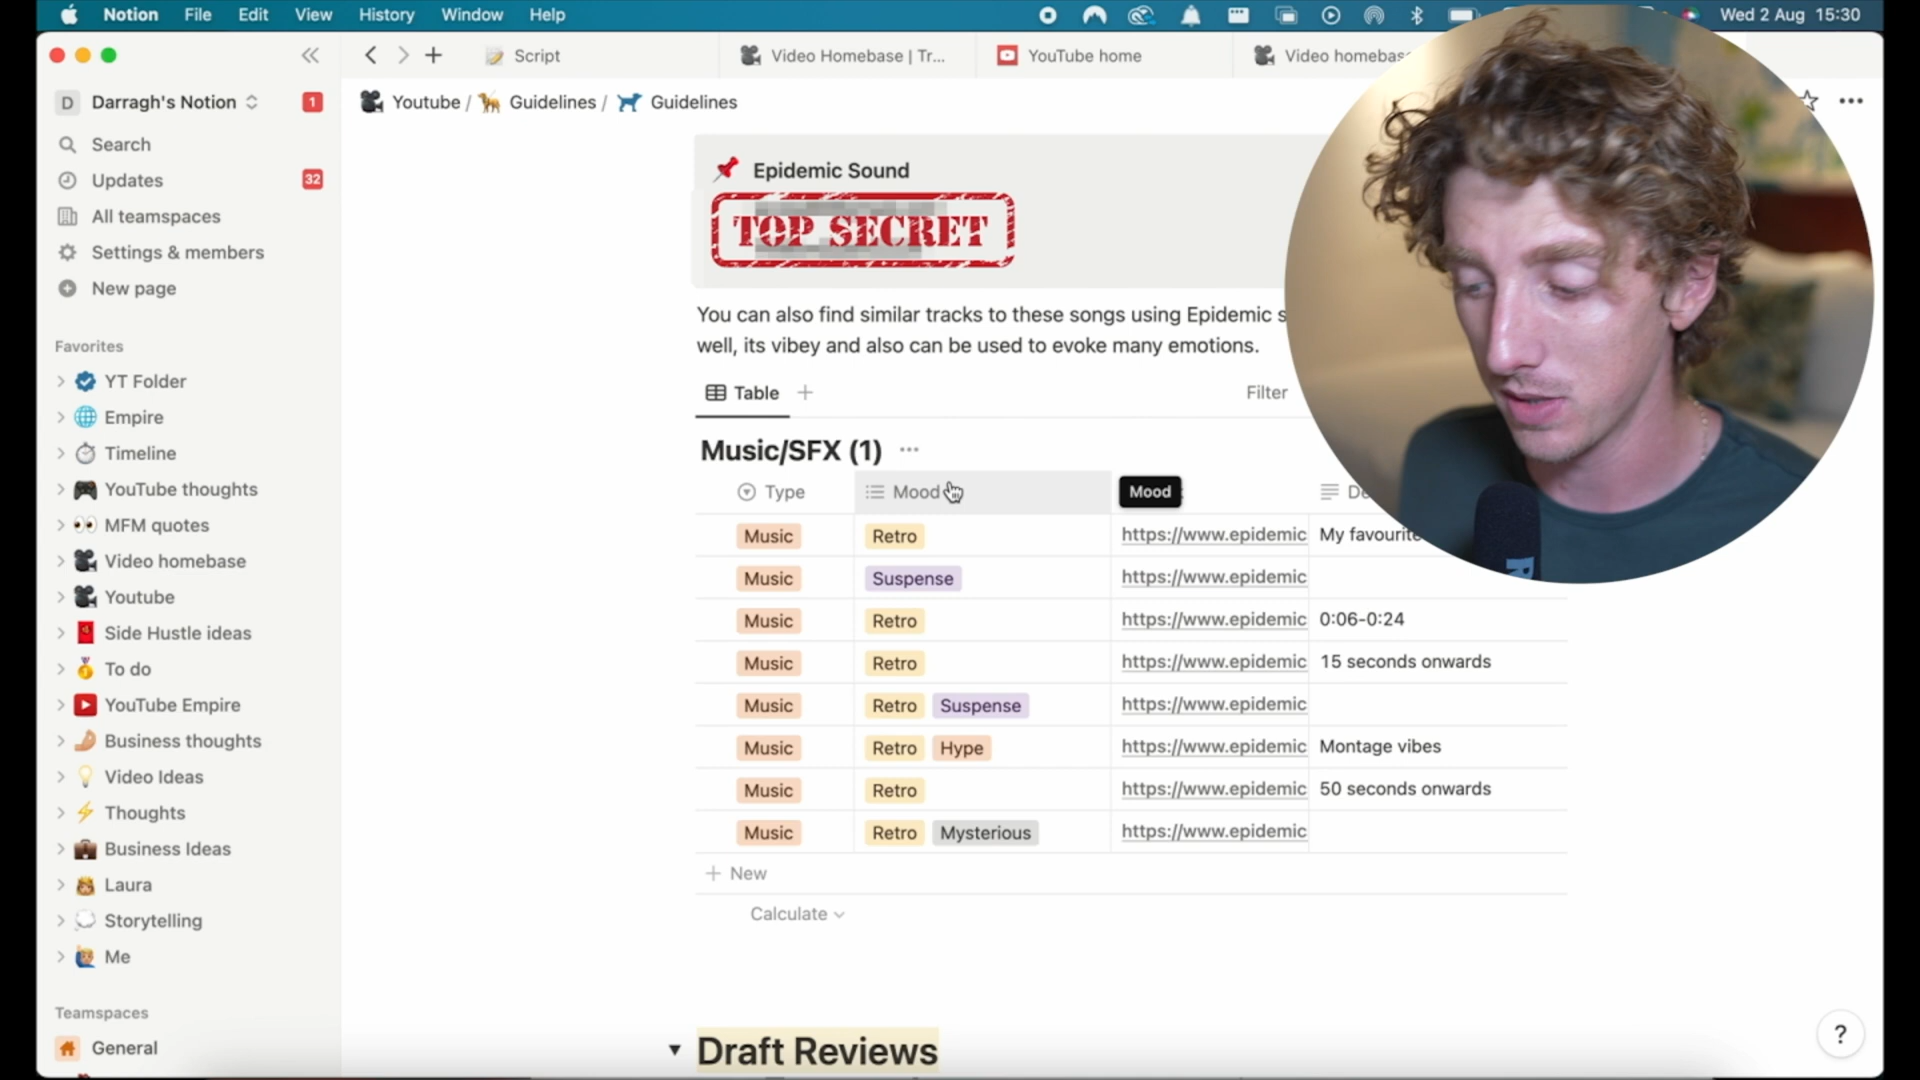 Notion File Edit View History Window Help Wed 2 Aug 15:30
Script Video Homebase | Tr... YouTube home Video homebas
D Darragh's Notion 1
Youtube / Guidelines / Guidelines
Search
Updates 32
All teamspaces
Settings & members
New page
Favorites
YT Folder
Empire
Timeline
YouTube thoughts
MFM quotes
Video homebase
Youtube
Side Hustle ideas
To do
YouTube Empire
Business thoughts
Video Ideas
Thoughts
Business Ideas
Laura
Storytelling
Me
Teamspaces
General
Epidemic Sound
TOP SECRET
You can also find similar tracks to these songs using Epidemic s
well, its vibey and also can be used to evoke many emotions.
Table Filter
Music/SFX (1)
Type Mood Mood De
Music Retro https://www.epidemic My favourite
Music Suspense https://www.epidemic
Music Retro https://www.epidemic 0:06-0:24
Music Retro https://www.epidemic 15 seconds onwards
Music Retro Suspense https://www.epidemic
Music Retro Hype https://www.epidemic Montage vibes
Music Retro https://www.epidemic 50 seconds onwards
Music Retro Mysterious https://www.epidemic
New
Calculate
Draft Reviews
?